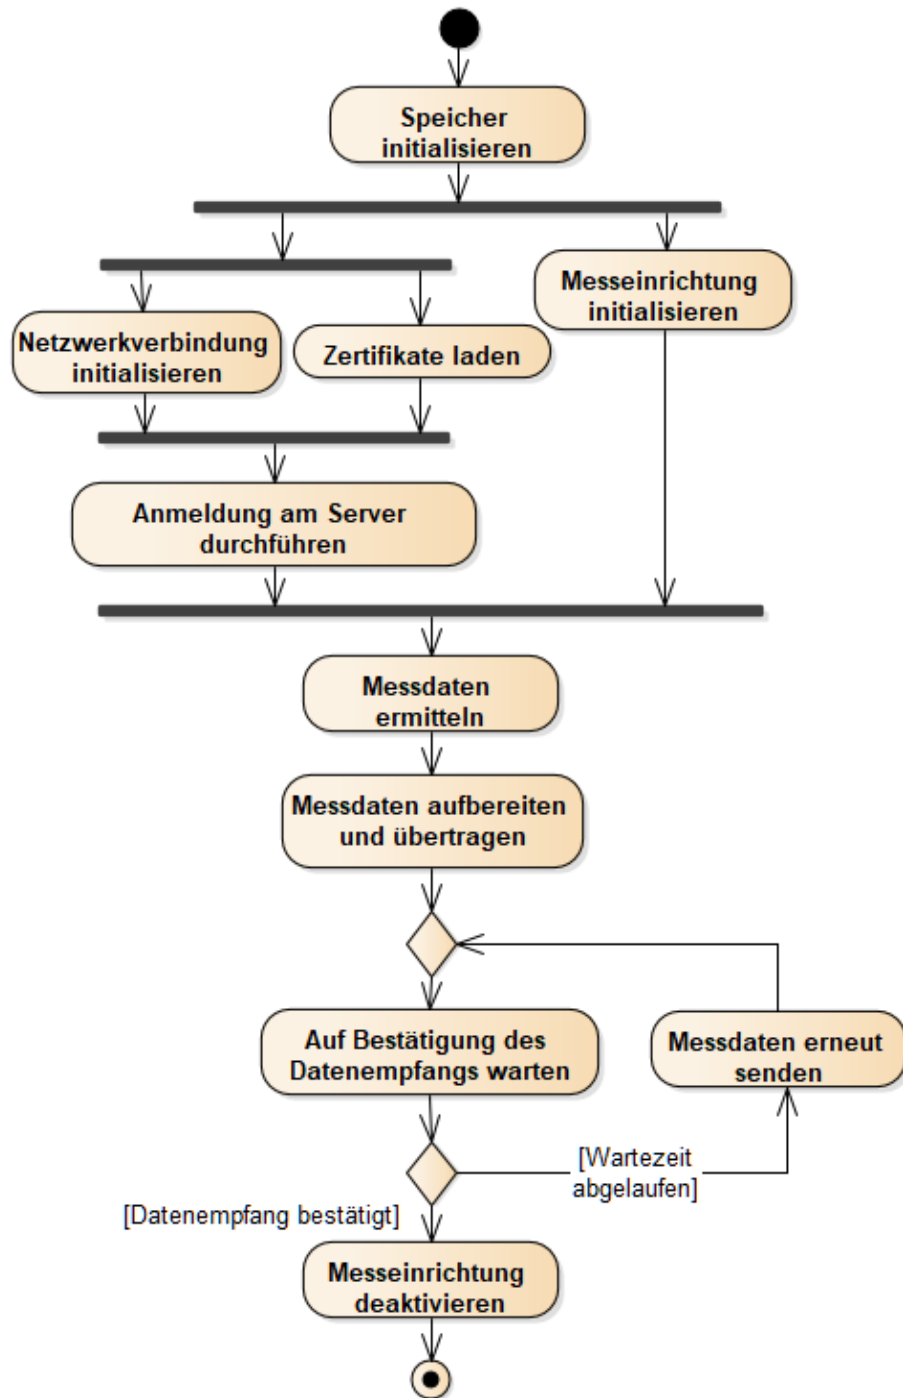 Speicher
initialisieren
Messeinrichtung
initialisieren
Netzwerkverbindung
initialisieren
Zertifikate laden
Anmeldung am Server
durchführen
Messdaten
ermitteln
Messdaten aufbereiten
und übertragen
Auf Bestätigung des
Datenempfangs warten
Messdaten erneut
senden
[Wartezeit
abgelaufen]
[Datenempfang bestätigt]
Messeinrichtung
deaktivieren